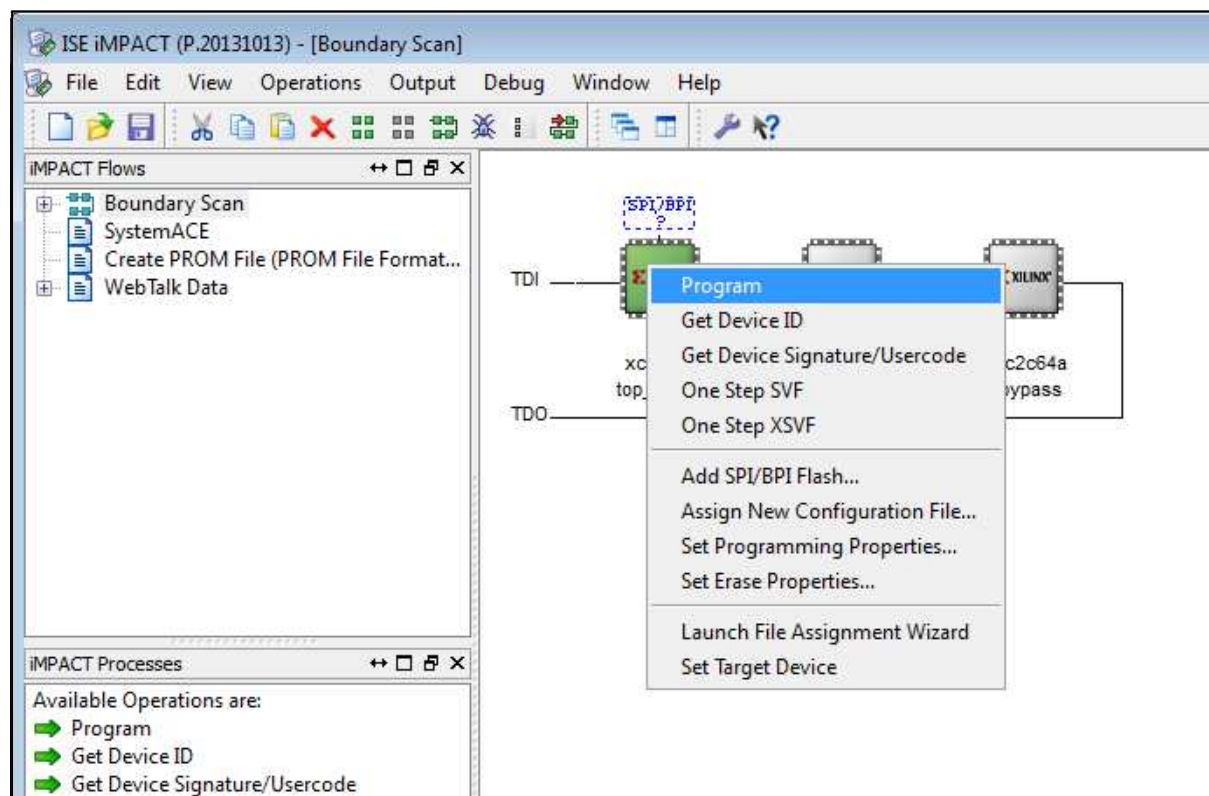 ISE iMPACT (P.20131013) - [Boundary Scan]
File Edit View Operations Output Debug Window Help
iMPACT Flows
Boundary Scan
SystemACE
Create PROM File (PROM File Format...
WebTalk Data
SPI/BPI
?
TDI
XILINX
xc
c2c64a
top_
bypass
TDO
Program
Get Device ID
Get Device Signature/Usercode
One Step SVF
One Step XSVF
Add SPI/BPI Flash...
Assign New Configuration File...
Set Programming Properties...
Set Erase Properties...
Launch File Assignment Wizard
Set Target Device
iMPACT Processes
Available Operations are:
Program
Get Device ID
Get Device Signature/Usercode